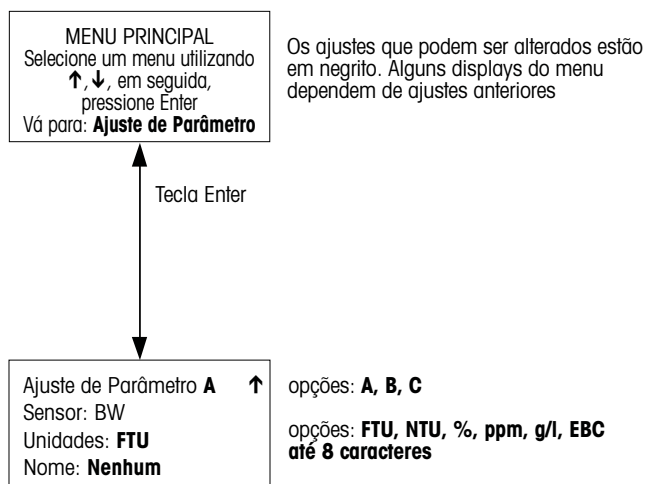 MENU PRINCIPAL
Selecione um menu utilizando
↑,↓, em seguida,
pressione Enter
Vá para: Ajuste de Parâmetro
Os ajustes que podem ser alterados estão
em negrito. Alguns displays do menu
dependem de ajustes anteriores
Tecla Enter
Ajuste de Parâmetro A ↑
Sensor: BW
Unidades: FTU
Nome: Nenhum
opções: A, B, C
opções: FTU, NTU, %, ppm, g/l, EBC
até 8 caracteres